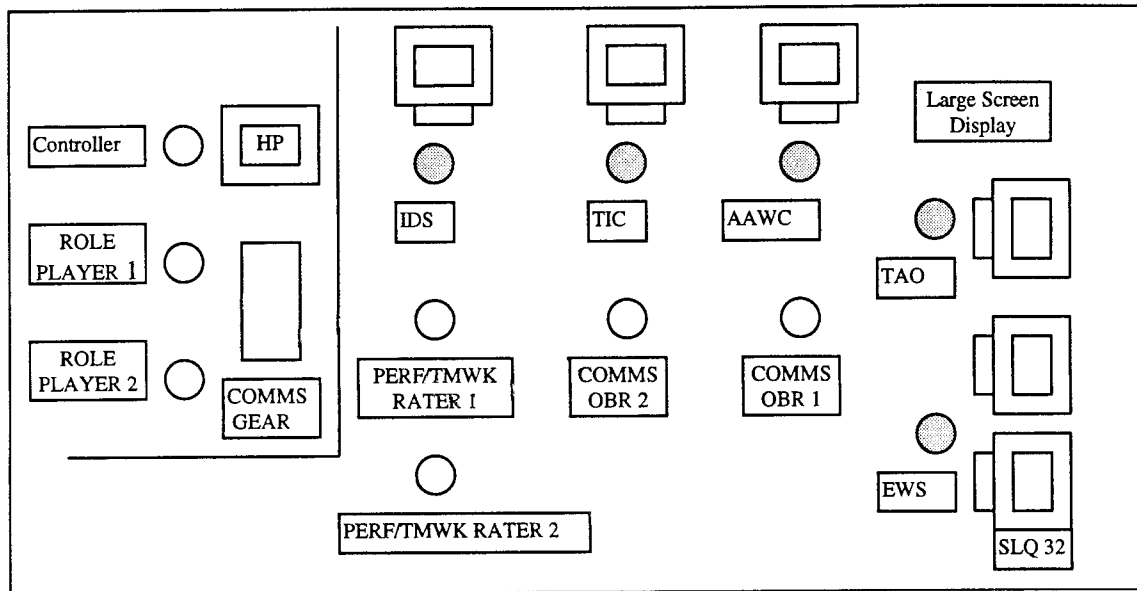 Large Screen
Display
Controller
HP
IDS
TIC
AAWC
ROLE
PLAYER 1
TAO
ROLE
PLAYER 2
COMMS
GEAR
PERF/TMWK
RATER 1
COMMS
OBR 2
COMMS
OBR 1
EWS
PERF/TMWK RATER 2
SLQ 32